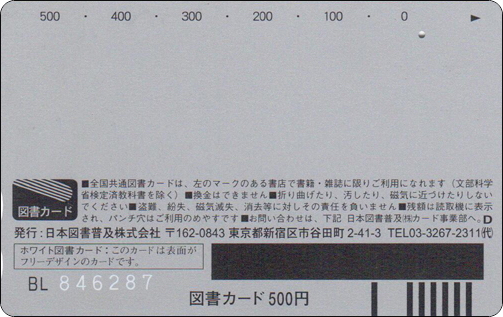 500 ・ 400 ・ 300 ・ 200 ・ 100 ・ 0 ►
図書カード
■全国共通図書カードは、左のマークのある書店で書籍・雑誌に限りご利用になれます（文部科学
省検定済教科書を除く）■換金はできません■折り曲げたり、汚したり、磁気に近づけたりしない
でください■盗難、紛失、磁気滅失、消去等に対しその責任を負いません■残額は読取機に表示
され、パンチ穴はご利用のめやすです■お問い合わせは、下記 日本図書普及㈱カード事業部へ。D
発行：日本図書普及株式会社 〒162-0843 東京都新宿区市谷田町2-41-3 TEL03-3267-2311㈹
ホワイト図書カード：このカードは表面が
フリーデザインのカードです。
BL 846287
図書カード500円